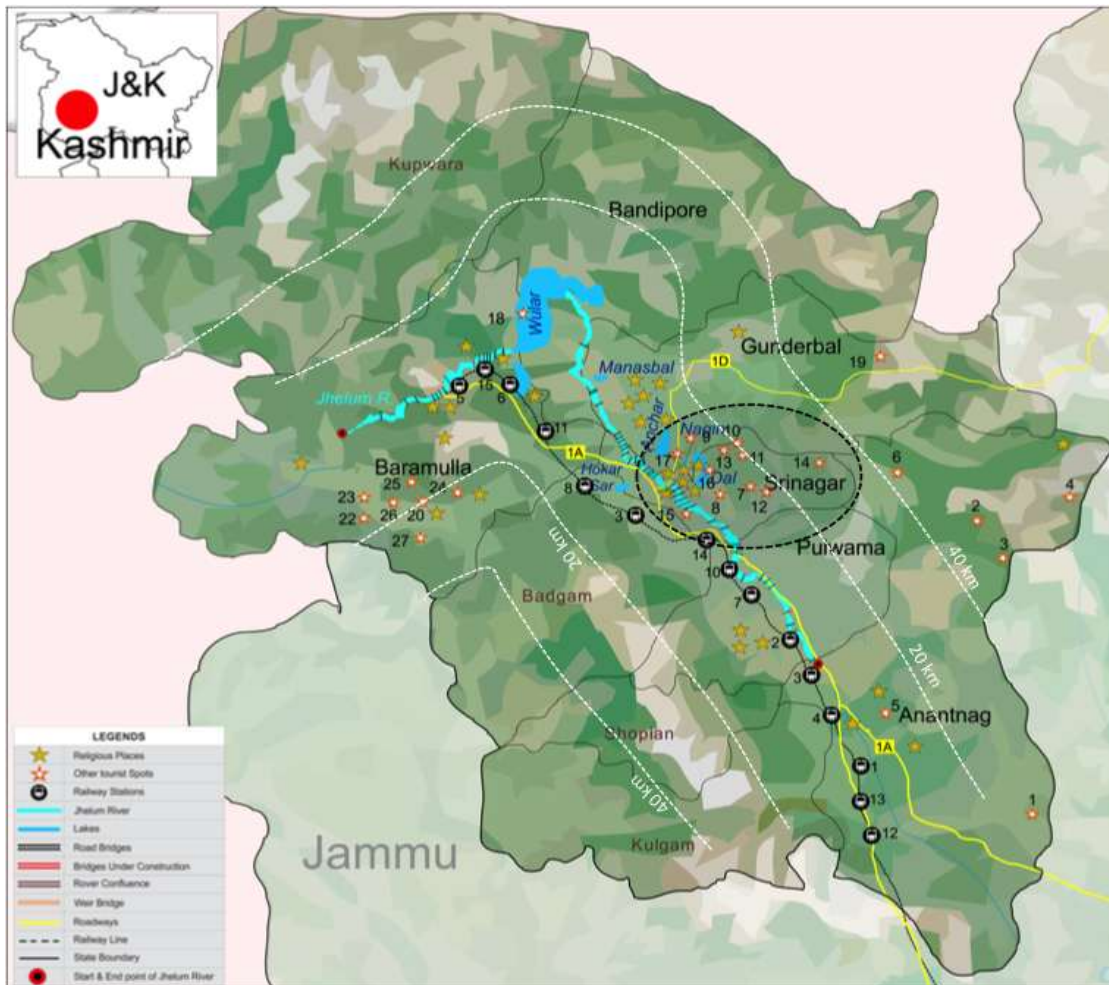 J&K
Kashmir
Kupwara
Bandipore
18
Wular
Gunderbal
19
Manasbal
1D
Jhelum R.
5
15
6
11
Anchar
Nagin
9
10
1A
17
13
11
14
6
Baramulla
Hokar
Sar
16
Dal
Srinagar
4
25
24
23
8
7
12
2
26
20
22
3
15
8
27
14
Pulwama
3
40 km
10
20 km
Badgam
7
2
20 km
3
5
Anantnag
4
Shopian
1A
1
40 km
13
1
Kulgam
12
Jammu
LEGENDS
Religious Places
Other tourist Spots
Railway Stations
Jhelum River
Lakes
Road Bridges
Bridges Under Construction
Rover Confluence
Weir Bridge
Roadways
Railway Line
State Boundary
Start & End point of Jhelum River